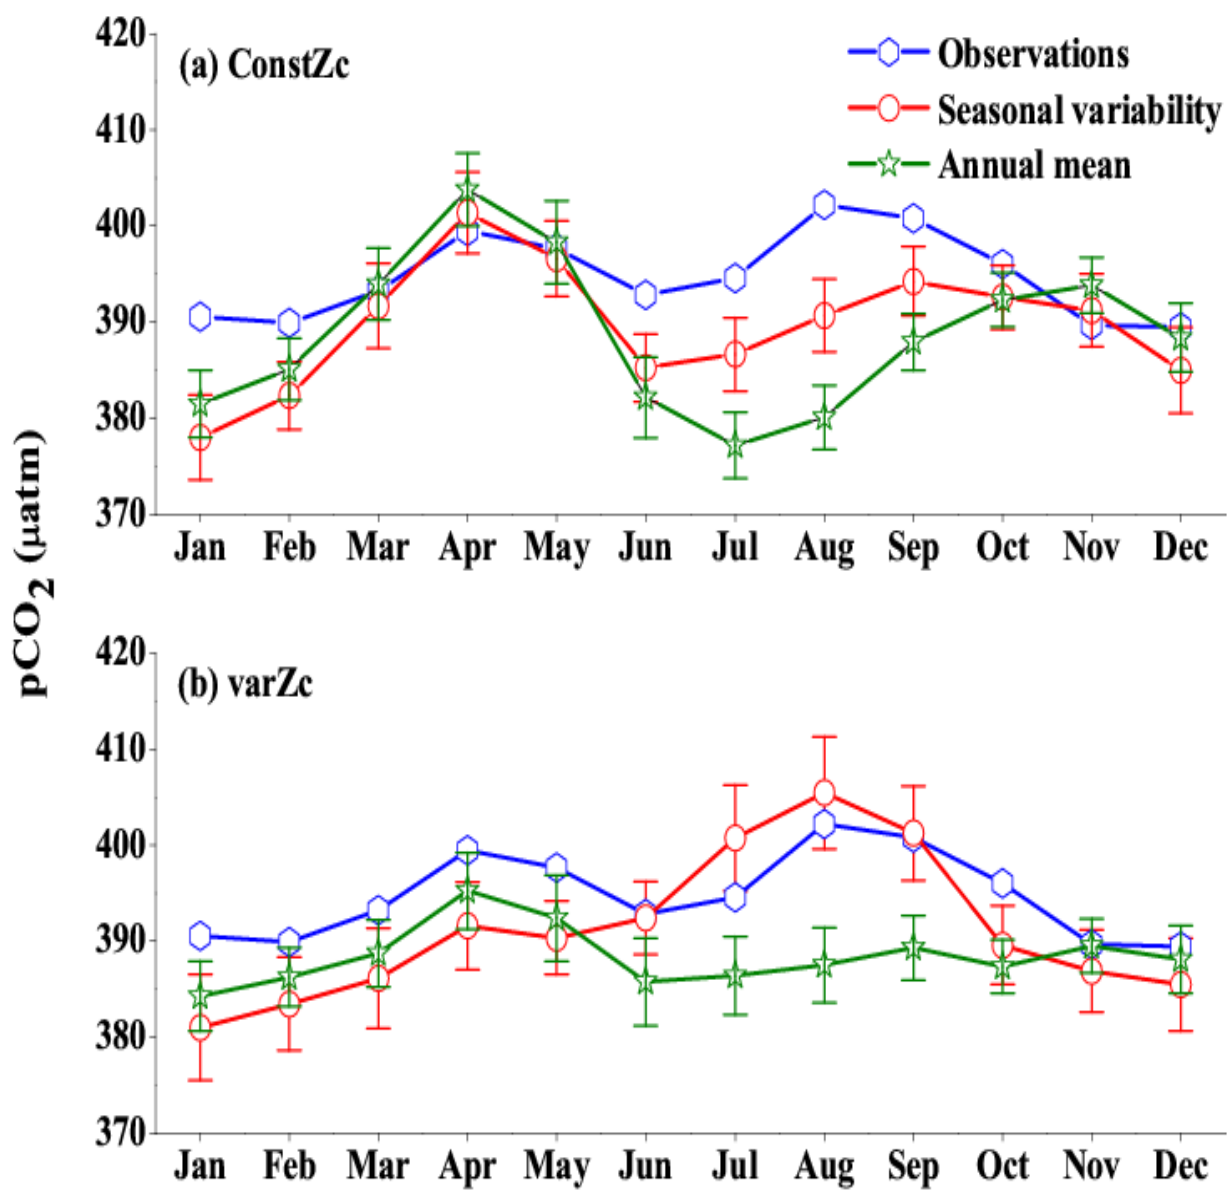 pCO2 (µatm)
(a) ConstZc
Observations
Seasonal variability
Annual mean
420
410
400
390
380
370
Jan Feb Mar Apr May Jun Jul Aug Sep Oct Nov Dec
(b) varZc
420
410
400
390
380
370
Jan Feb Mar Apr May Jun Jul Aug Sep Oct Nov Dec